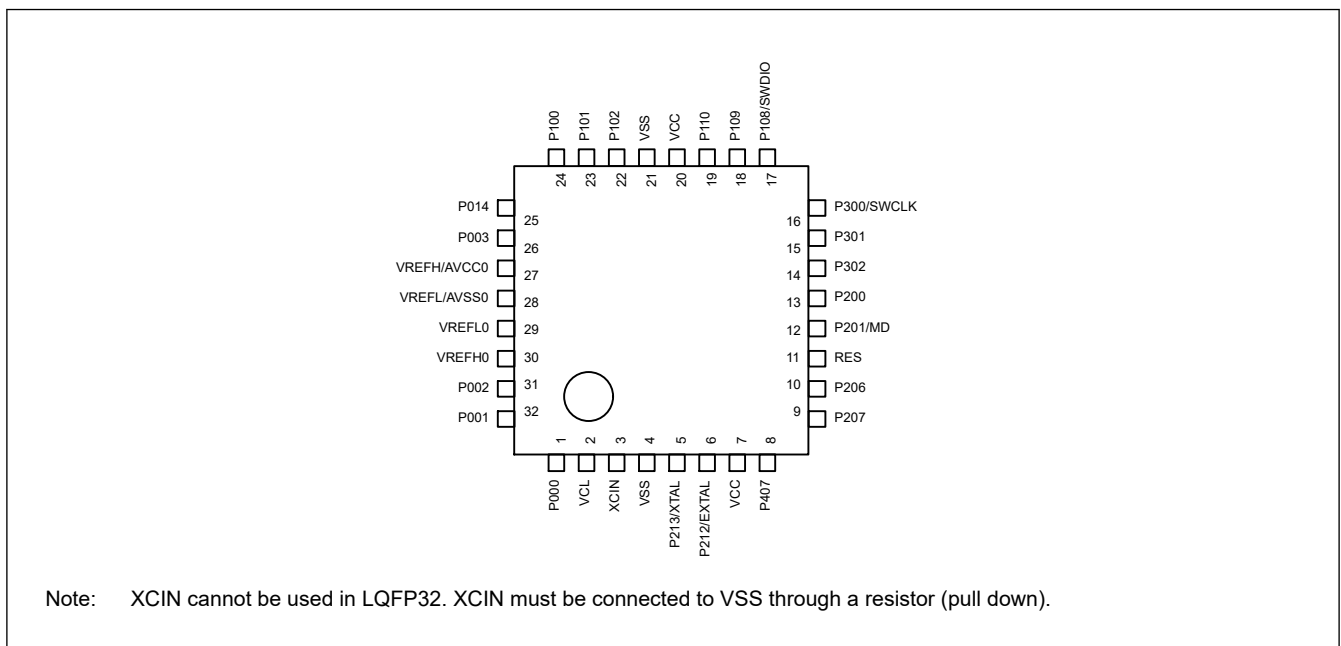 P100
P101
P102
VSS
VCC
P110
P109
P108/SWDIO
24
23
22
21
20
19
18
17
P014
25
P003
26
VREFH/AVCC0
27
VREFL/AVSS0
28
VREFL0
29
VREFH0
30
P002
31
P001
32
16
P300/SWCLK
15
P301
14
P302
13
P200
12
P201/MD
11
RES
10
P206
9
P207
1
2
3
4
5
6
7
8
P000
VCL
XCIN
VSS
P213/XTAL
P212/EXTAL
VCC
P407
Note: XCIN cannot be used in LQFP32. XCIN must be connected to VSS through a resistor (pull down).